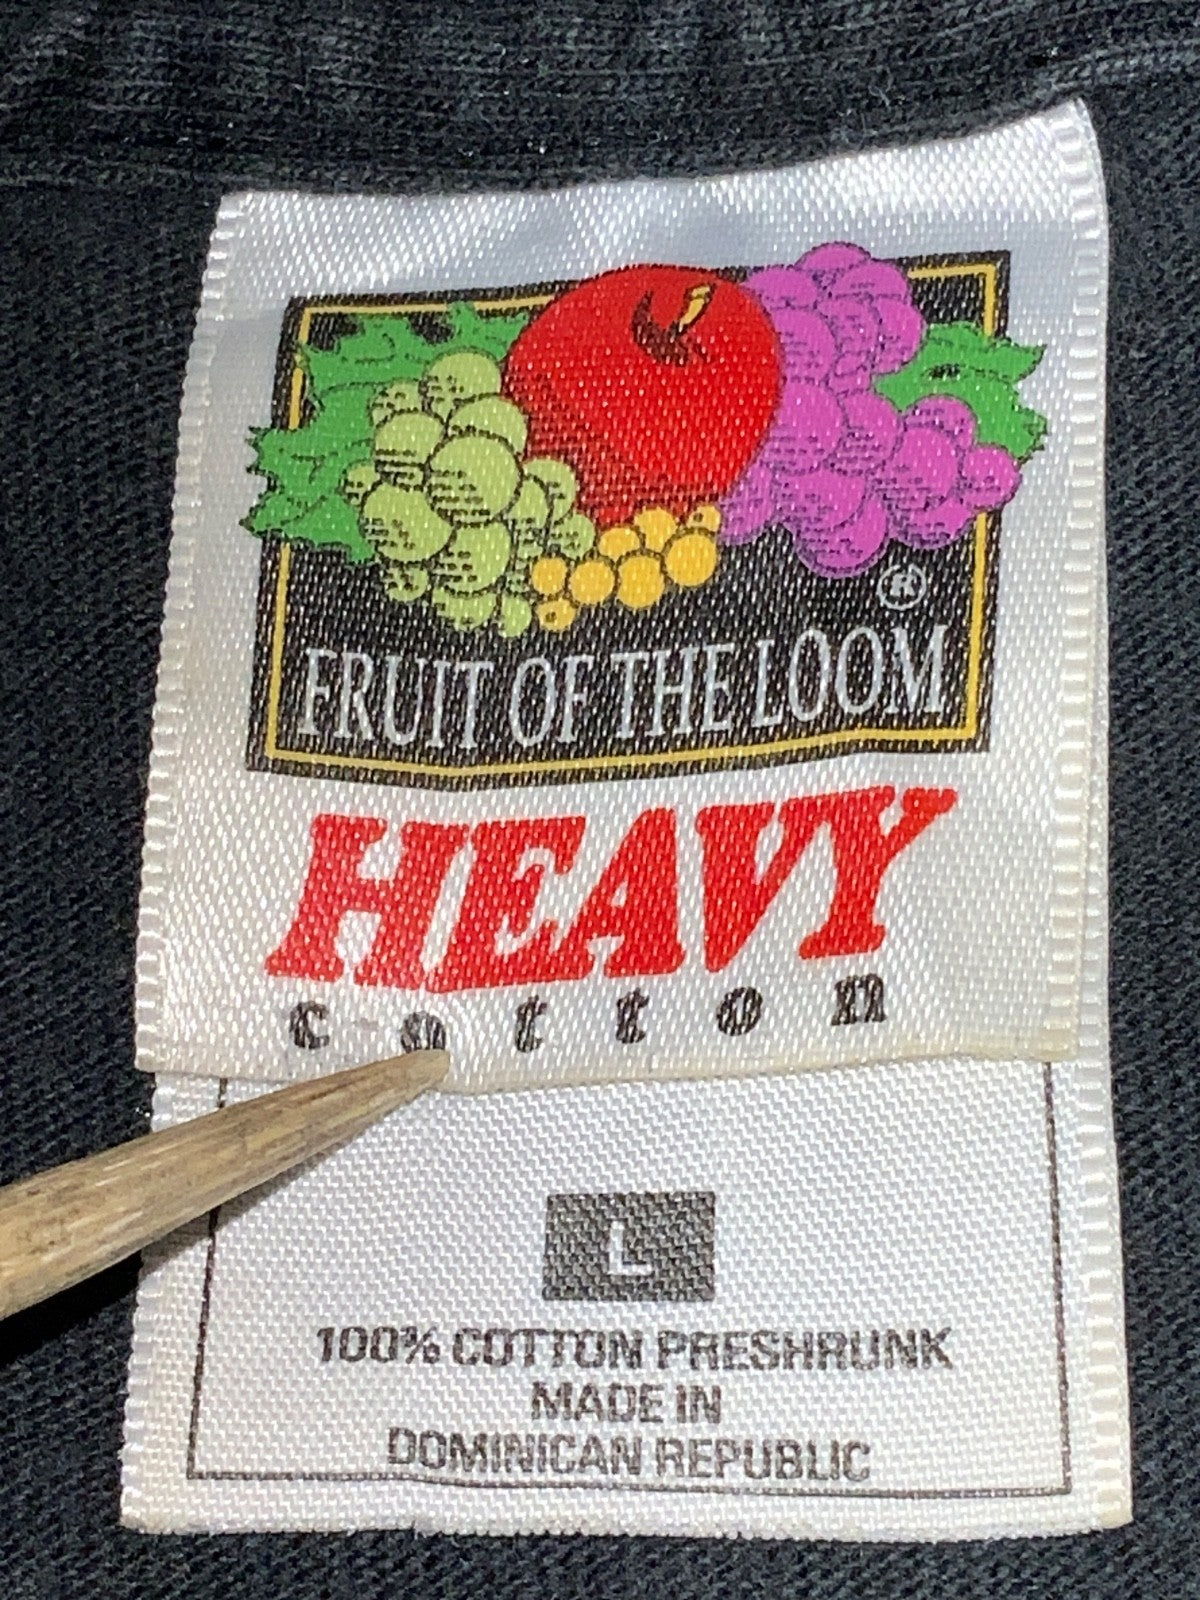 ®
FRUIT OF THE LOOM
HEAVY
cotton
L
100% COTTON PRESHRUNK
MADE IN
DOMINICAN REPUBLIC